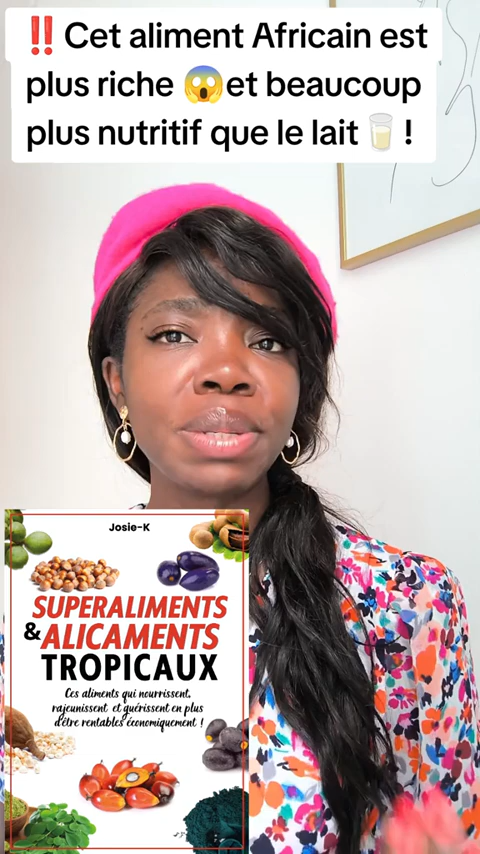 ‼️ Cet aliment Africain est
plus riche 😱 et beaucoup
plus nutritif que le lait 🥛 !
Josie-K
SUPERALIMENTS
& ALICAMENTS
TROPICAUX
Ces aliments qui nourrissent,
rajeunissent et guérissent en plus
d'être rentables économiquement !